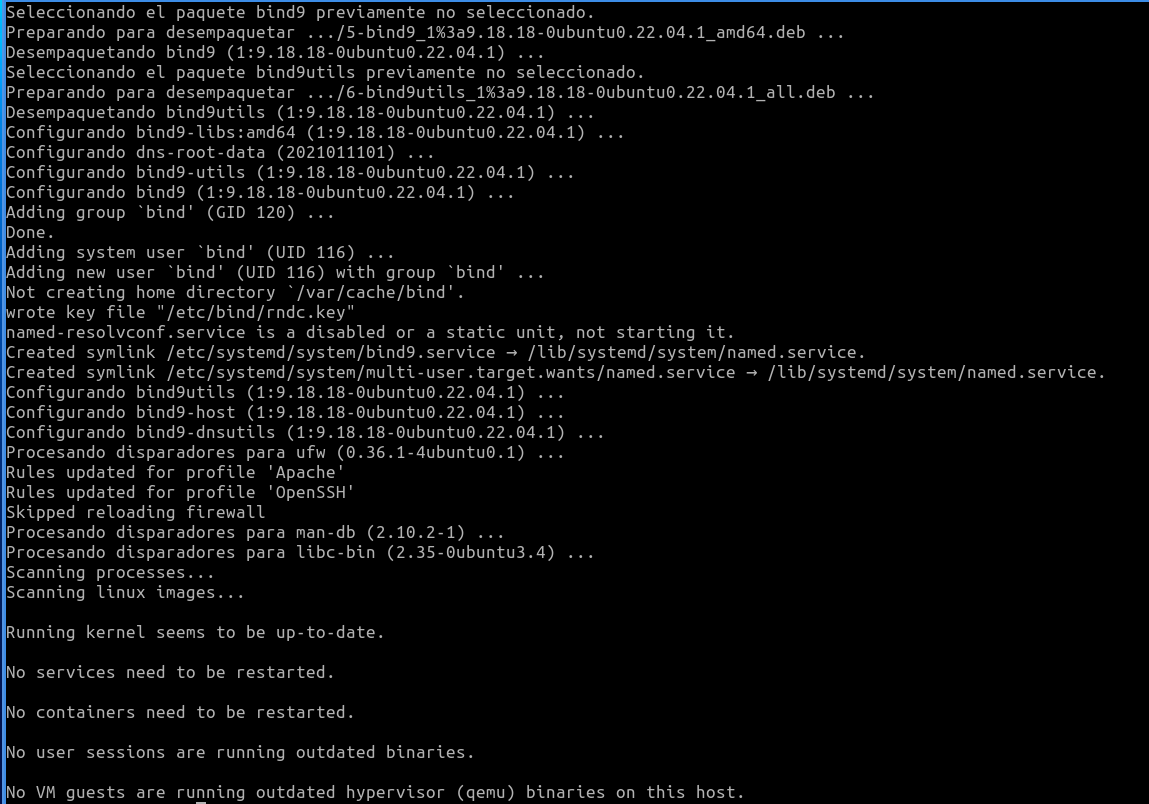 Seleccionando el paquete bind9 previamente no seleccionado.
Preparando para desempaquetar .../5-bind9_1%3a9.18.18-0ubuntu0.22.04.1_amd64.deb ...
Desempaquetando bind9 (1:9.18.18-0ubuntu0.22.04.1) ...
Seleccionando el paquete bind9utils previamente no seleccionado.
Preparando para desempaquetar .../6-bind9utils_1%3a9.18.18-0ubuntu0.22.04.1_all.deb ...
Desempaquetando bind9utils (1:9.18.18-0ubuntu0.22.04.1) ...
Configurando bind9-libs:amd64 (1:9.18.18-0ubuntu0.22.04.1) ...
Configurando dns-root-data (2021011101) ...
Configurando bind9-utils (1:9.18.18-0ubuntu0.22.04.1) ...
Configurando bind9 (1:9.18.18-0ubuntu0.22.04.1) ...
Adding group `bind' (GID 120) ...
Done.
Adding system user `bind' (UID 116) ...
Adding new user `bind' (UID 116) with group `bind' ...
Not creating home directory `/var/cache/bind'.
wrote key file "/etc/bind/rndc.key"
named-resolvconf.service is a disabled or a static unit, not starting it.
Created symlink /etc/systemd/system/bind9.service → /lib/systemd/system/named.service.
Created symlink /etc/systemd/system/multi-user.target.wants/named.service → /lib/systemd/system/named.service.
Configurando bind9utils (1:9.18.18-0ubuntu0.22.04.1) ...
Configurando bind9-host (1:9.18.18-0ubuntu0.22.04.1) ...
Configurando bind9-dnsutils (1:9.18.18-0ubuntu0.22.04.1) ...
Procesando disparadores para ufw (0.36.1-4ubuntu0.1) ...
Rules updated for profile 'Apache'
Rules updated for profile 'OpenSSH'
Skipped reloading firewall
Procesando disparadores para man-db (2.10.2-1) ...
Procesando disparadores para libc-bin (2.35-0ubuntu3.4) ...
Scanning processes...
Scanning linux images...
Running kernel seems to be up-to-date.
No services need to be restarted.
No containers need to be restarted.
No user sessions are running outdated binaries.
No VM guests are running outdated hypervisor (qemu) binaries on this host.